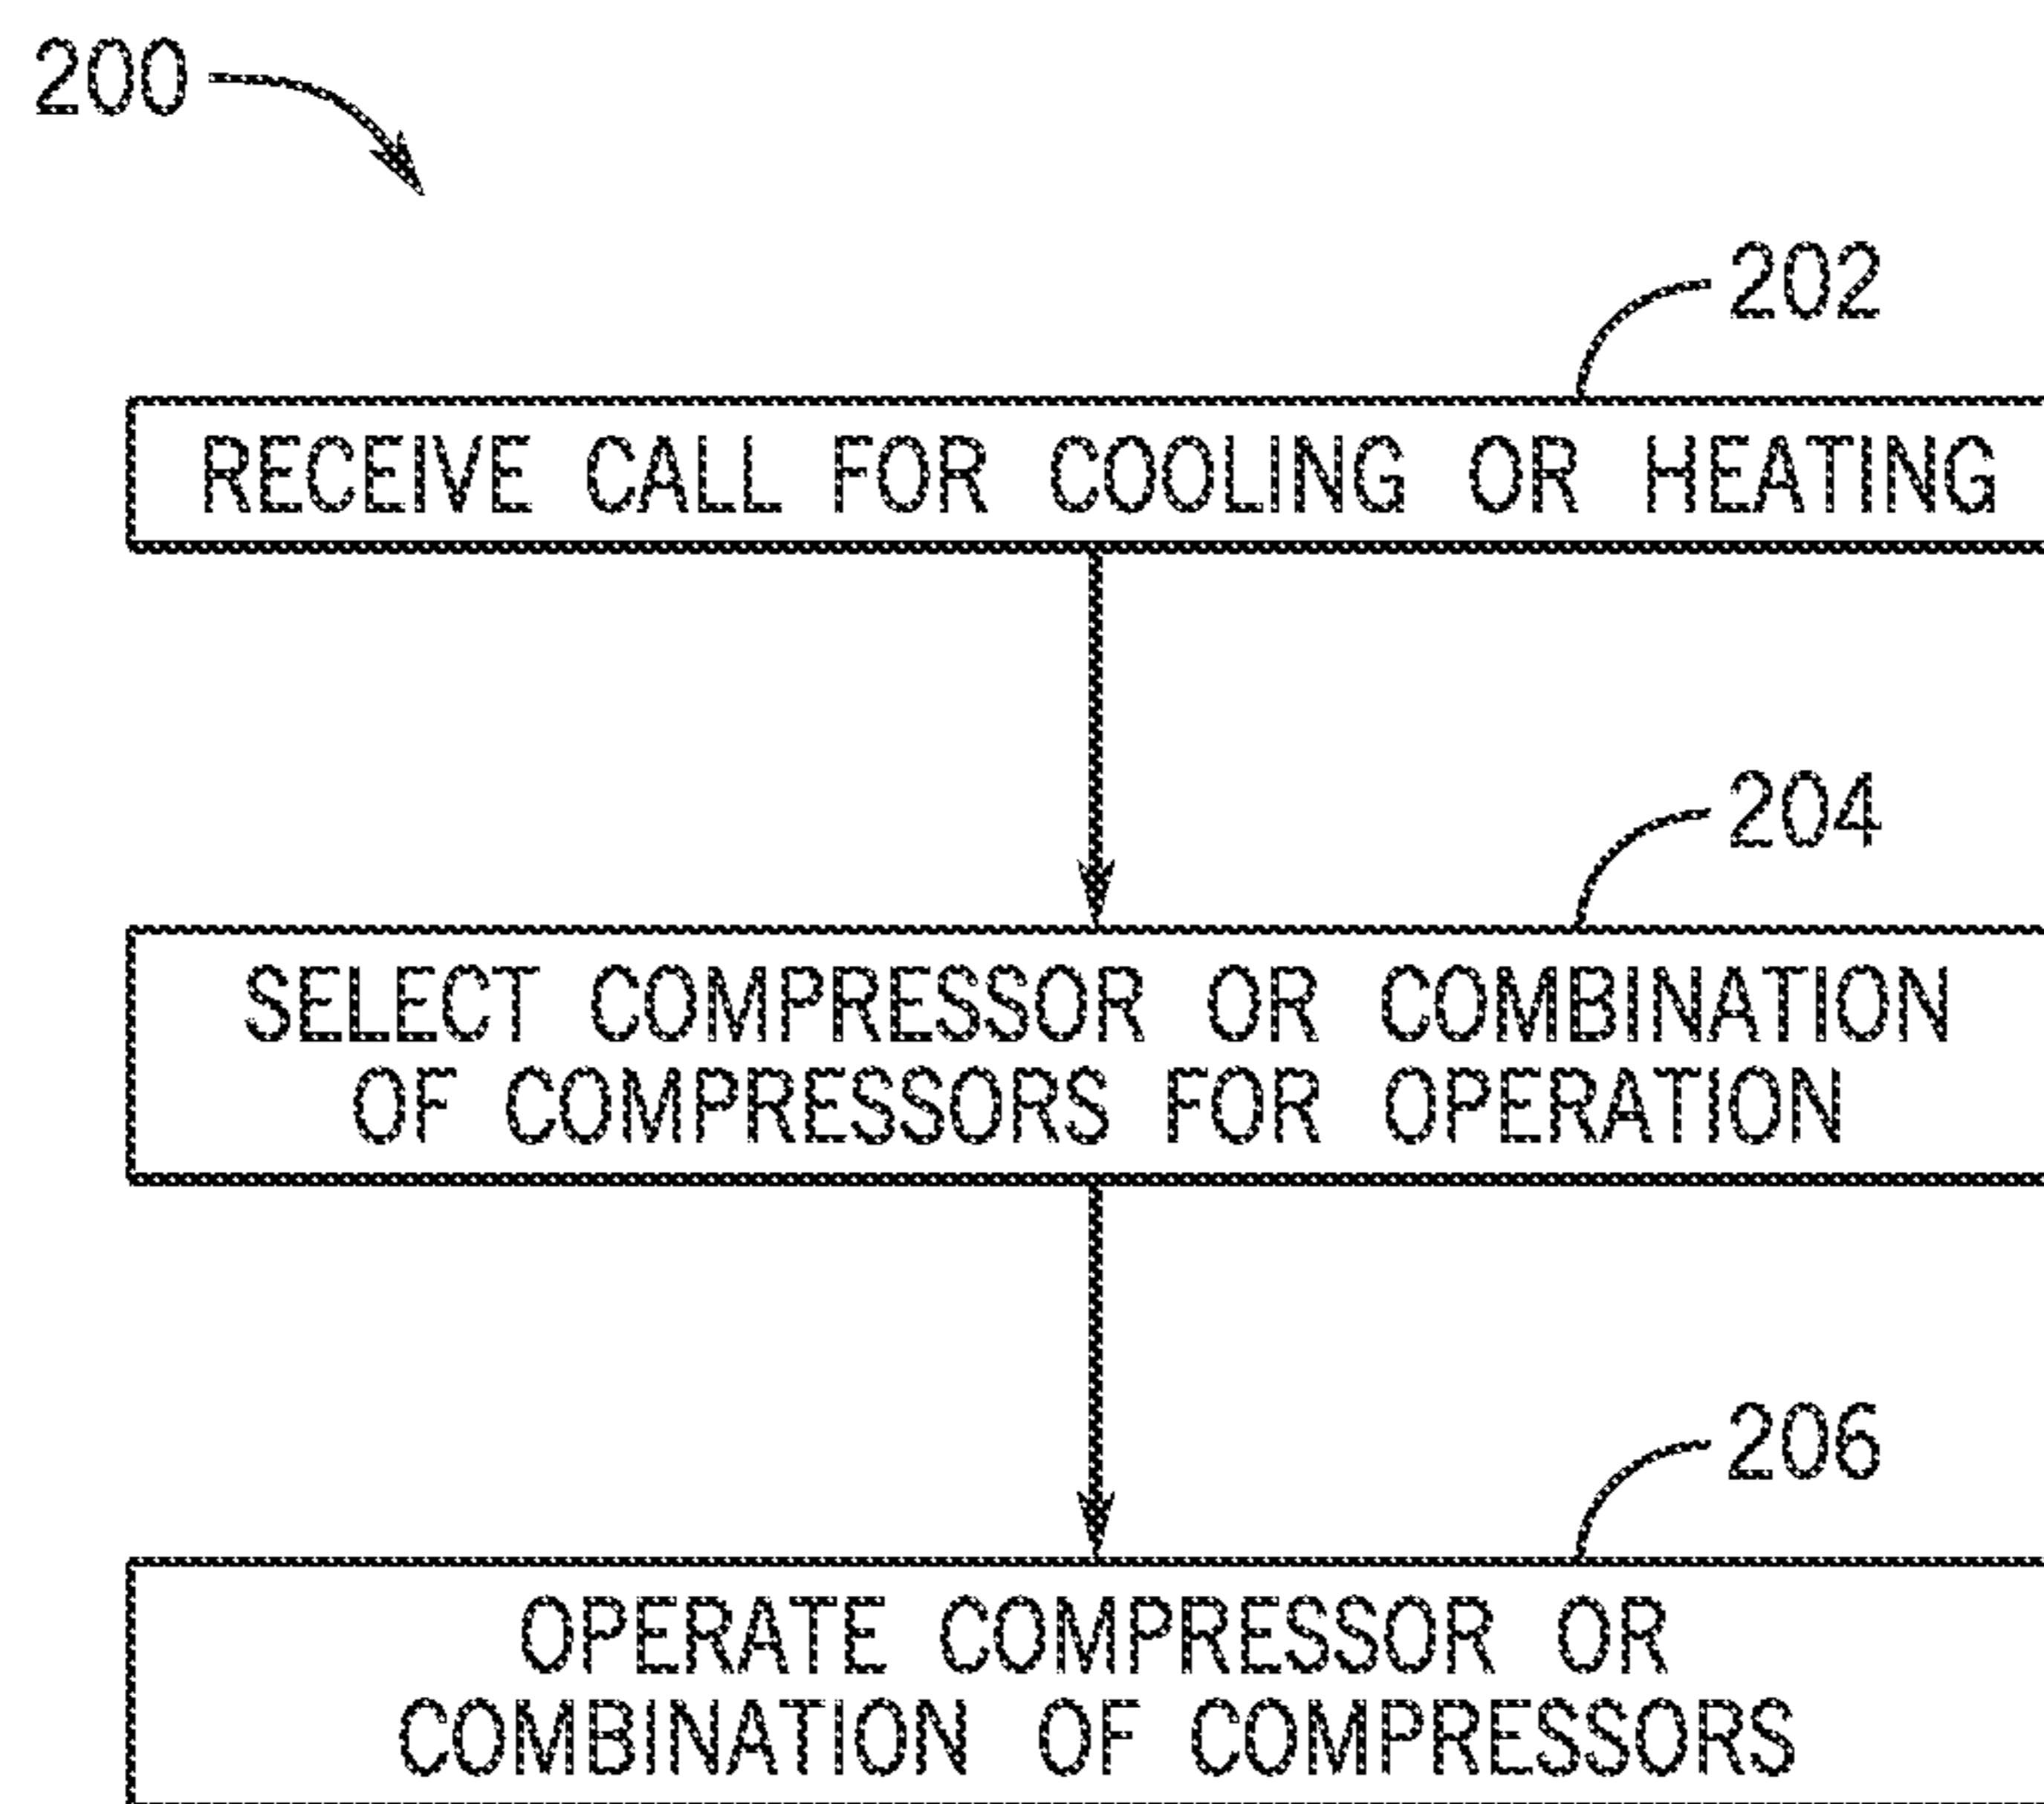 200
202
RECEIVE CALL FOR COOLING OR HEATING
204
SELECT COMPRESSOR OR COMBINATION
OF COMPRESSORS FOR OPERATION
206
OPERATE COMPRESSOR OR
COMBINATION OF COMPRESSORS